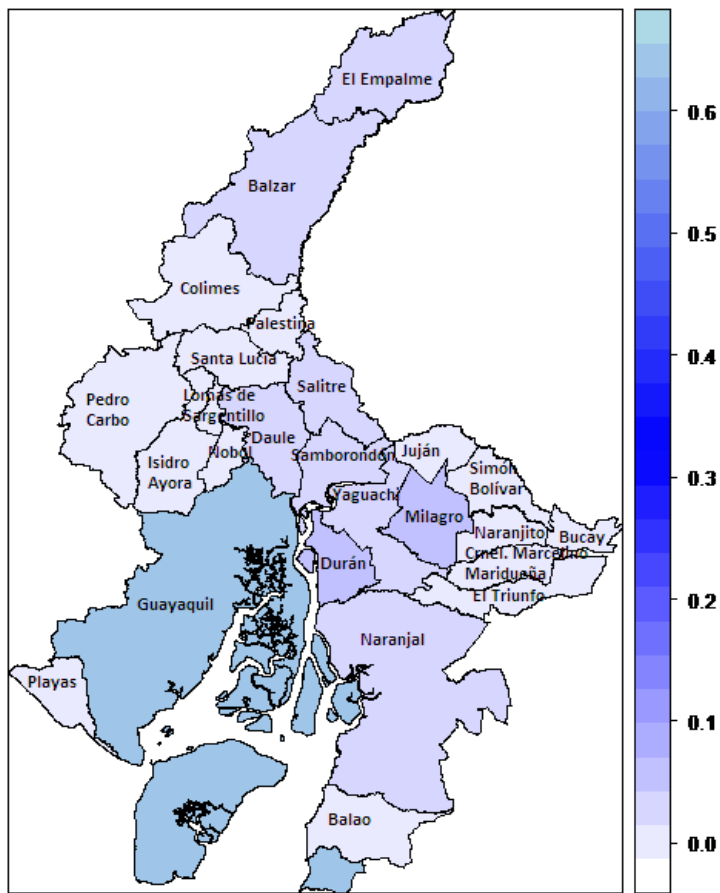 El Empalme
Balzar
Colimes
Palestina
Santa Lucía
Pedro
Carbo
Lomas de
Sargentillo
Salitre
Daule
Nobol
Isidro
Ayora
Samborondón
Juján
Simón
Bolívar
Yaguachi
Milagro
Naranjito
Bucay
Crnel. Marcelino
Maridueña
Durán
El Triunfo
Guayaquil
Naranjal
Playas
Balao
0.6
0.5
0.4
0.3
0.2
0.1
0.0